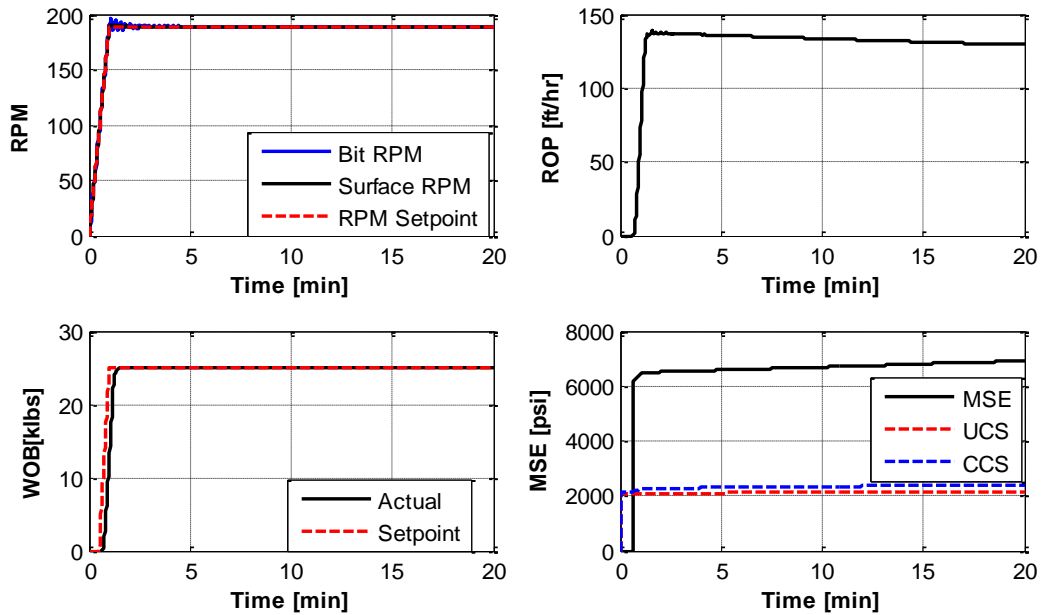 200
150
100
50
0
RPM
Bit RPM
Surface RPM
RPM Setpoint
0 5 10 15 20
Time [min]
150
100
50
0
ROP [ft/hr]
0 5 10 15 20
Time [min]
30
20
10
0
WOB[klbs]
Actual
Setpoint
0 5 10 15 20
Time [min]
8000
6000
4000
2000
0
MSE [psi]
MSE
UCS
CCS
0 5 10 15 20
Time [min]